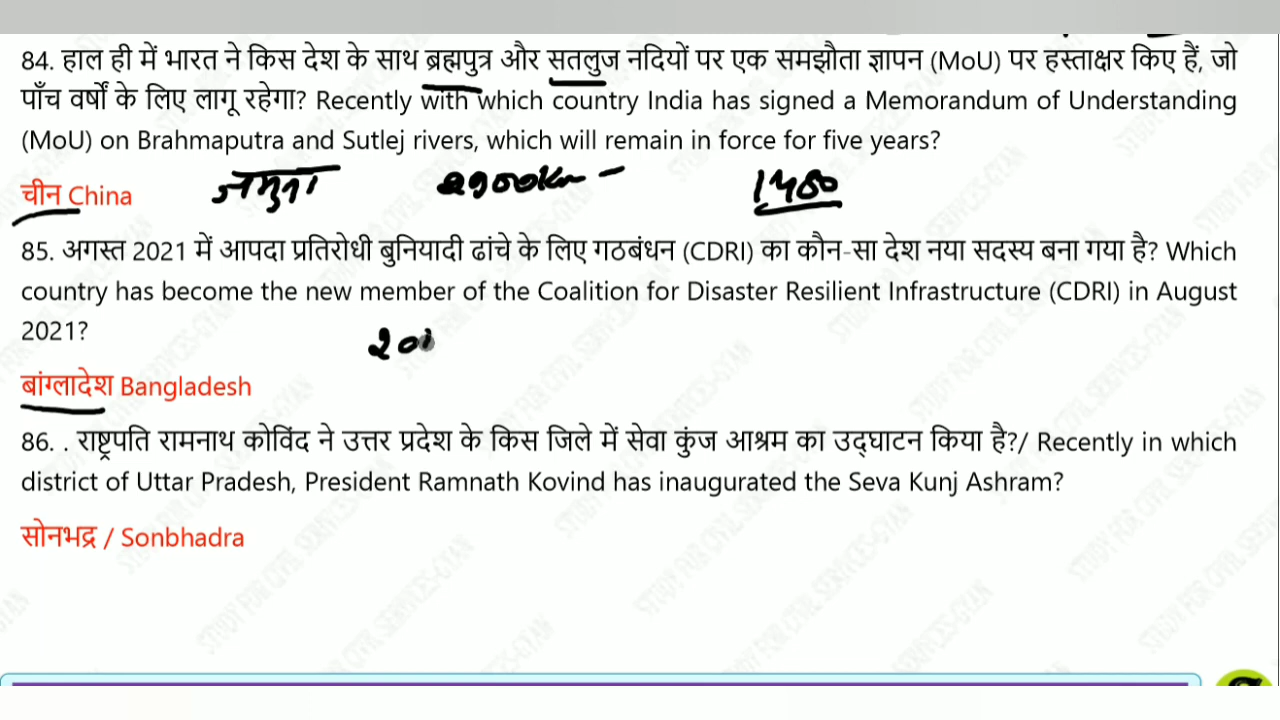 84. हाल ही में भारत ने किस देश के साथ ब्रह्मपुत्र और सतलुज नदियों पर एक समझौता ज्ञापन (MoU) पर हस्ताक्षर किए हैं, जो
पाँच वर्षों के लिए लागू रहेगा? Recently with which country India has signed a Memorandum of Understanding
(MoU) on Brahmaputra and Sutlej rivers, which will remain in force for five years?
चीन China
85. अगस्त 2021 में आपदा प्रतिरोधी बुनियादी ढांचे के लिए गठबंधन (CDRI) का कौन-सा देश नया सदस्य बना गया है? Which
country has become the new member of the Coalition for Disaster Resilient Infrastructure (CDRI) in August
2021?
बांग्लादेश Bangladesh
86. . राष्ट्रपति रामनाथ कोविंद ने उत्तर प्रदेश के किस जिले में सेवा कुंज आश्रम का उद्घाटन किया है?/ Recently in which
district of Uttar Pradesh, President Ramnath Kovind has inaugurated the Seva Kunj Ashram?
सोनभद्र / Sonbhadra